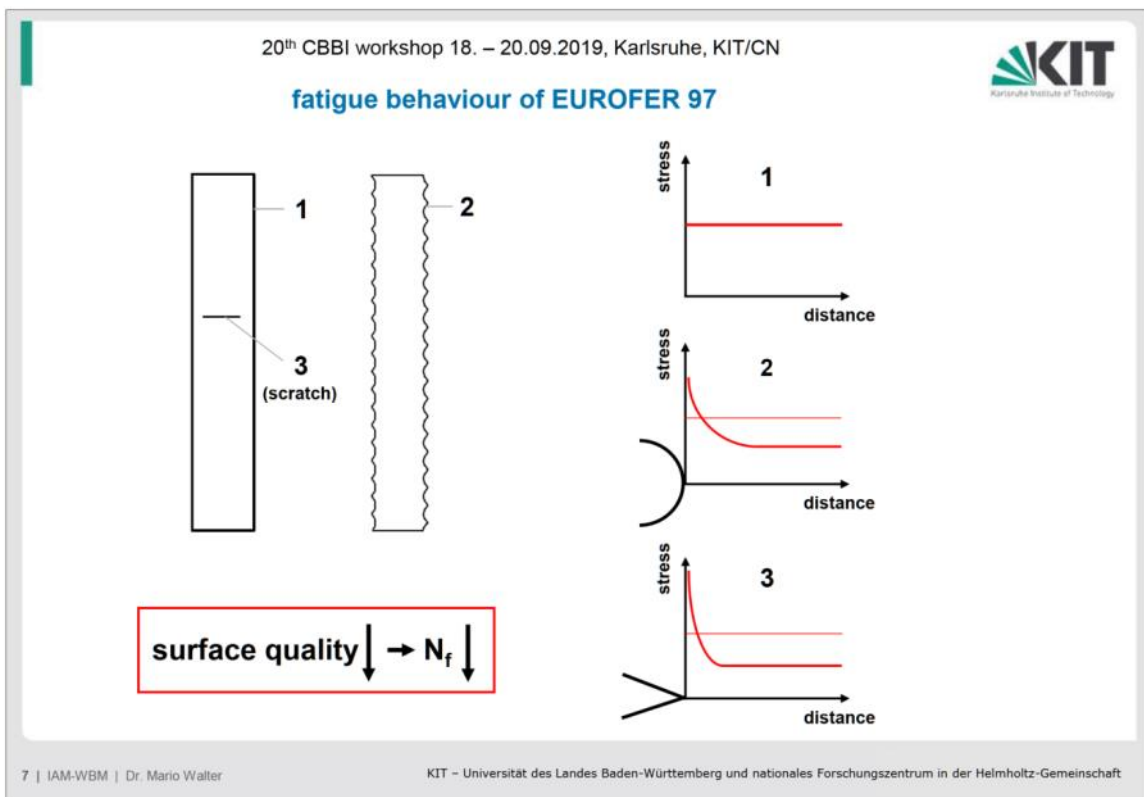 20th CBBI workshop 18. – 20.09.2019, Karlsruhe, KIT/CN
KIT
Karlsruhe Institute of Technology
fatigue behaviour of EUROFER 97
1
2
3
(scratch)
surface quality ↓ → Nf ↓
stress
1
distance
stress
2
distance
stress
3
distance
7 | IAM-WBM | Dr. Mario Walter
KIT – Universität des Landes Baden-Württemberg und nationales Forschungszentrum in der Helmholtz-Gemeinschaft